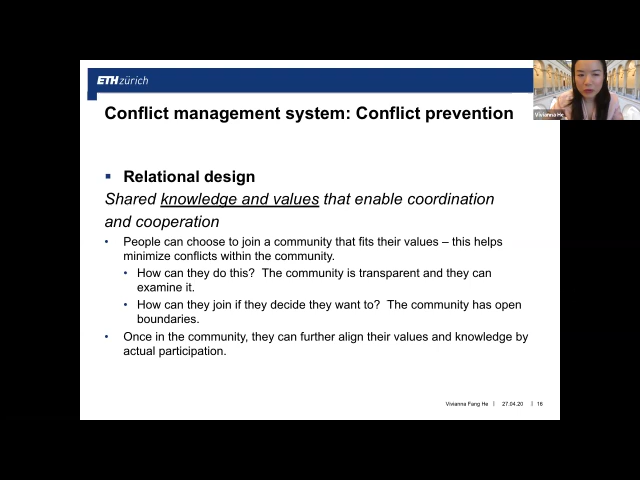 ETH zürich
Conflict management system: Conflict prevention
Relational design
Shared knowledge and values that enable coordination
and cooperation
People can choose to join a community that fits their values – this helps
minimize conflicts within the community.
How can they do this? The community is transparent and they can
examine it.
How can they join if they decide they want to? The community has open
boundaries.
Once in the community, they can further align their values and knowledge by
actual participation.
Vivianna Fang He | 27.04.20 | 16
Vivianna He